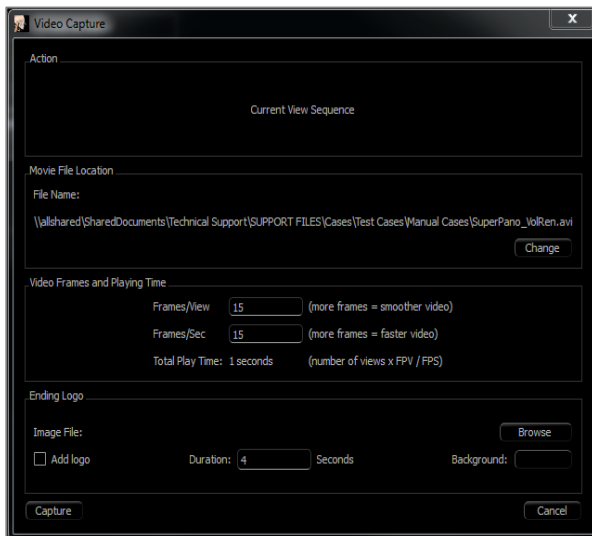 Video Capture
X
Action
Current View Sequence
Movie File Location
File Name:
\\allshared\SharedDocuments\Technical Support\SUPPORT FILES\Cases\Test Cases\Manual Cases\SuperPano_VolRen.avi
Change
Video Frames and Playing Time
Frames/View 15 (more frames = smoother video)
Frames/Sec 15 (more frames = faster video)
Total Play Time: 1 seconds (number of views x FPV / FPS)
Ending Logo
Image File: Browse
Add logo Duration: 4 Seconds Background:
Capture Cancel